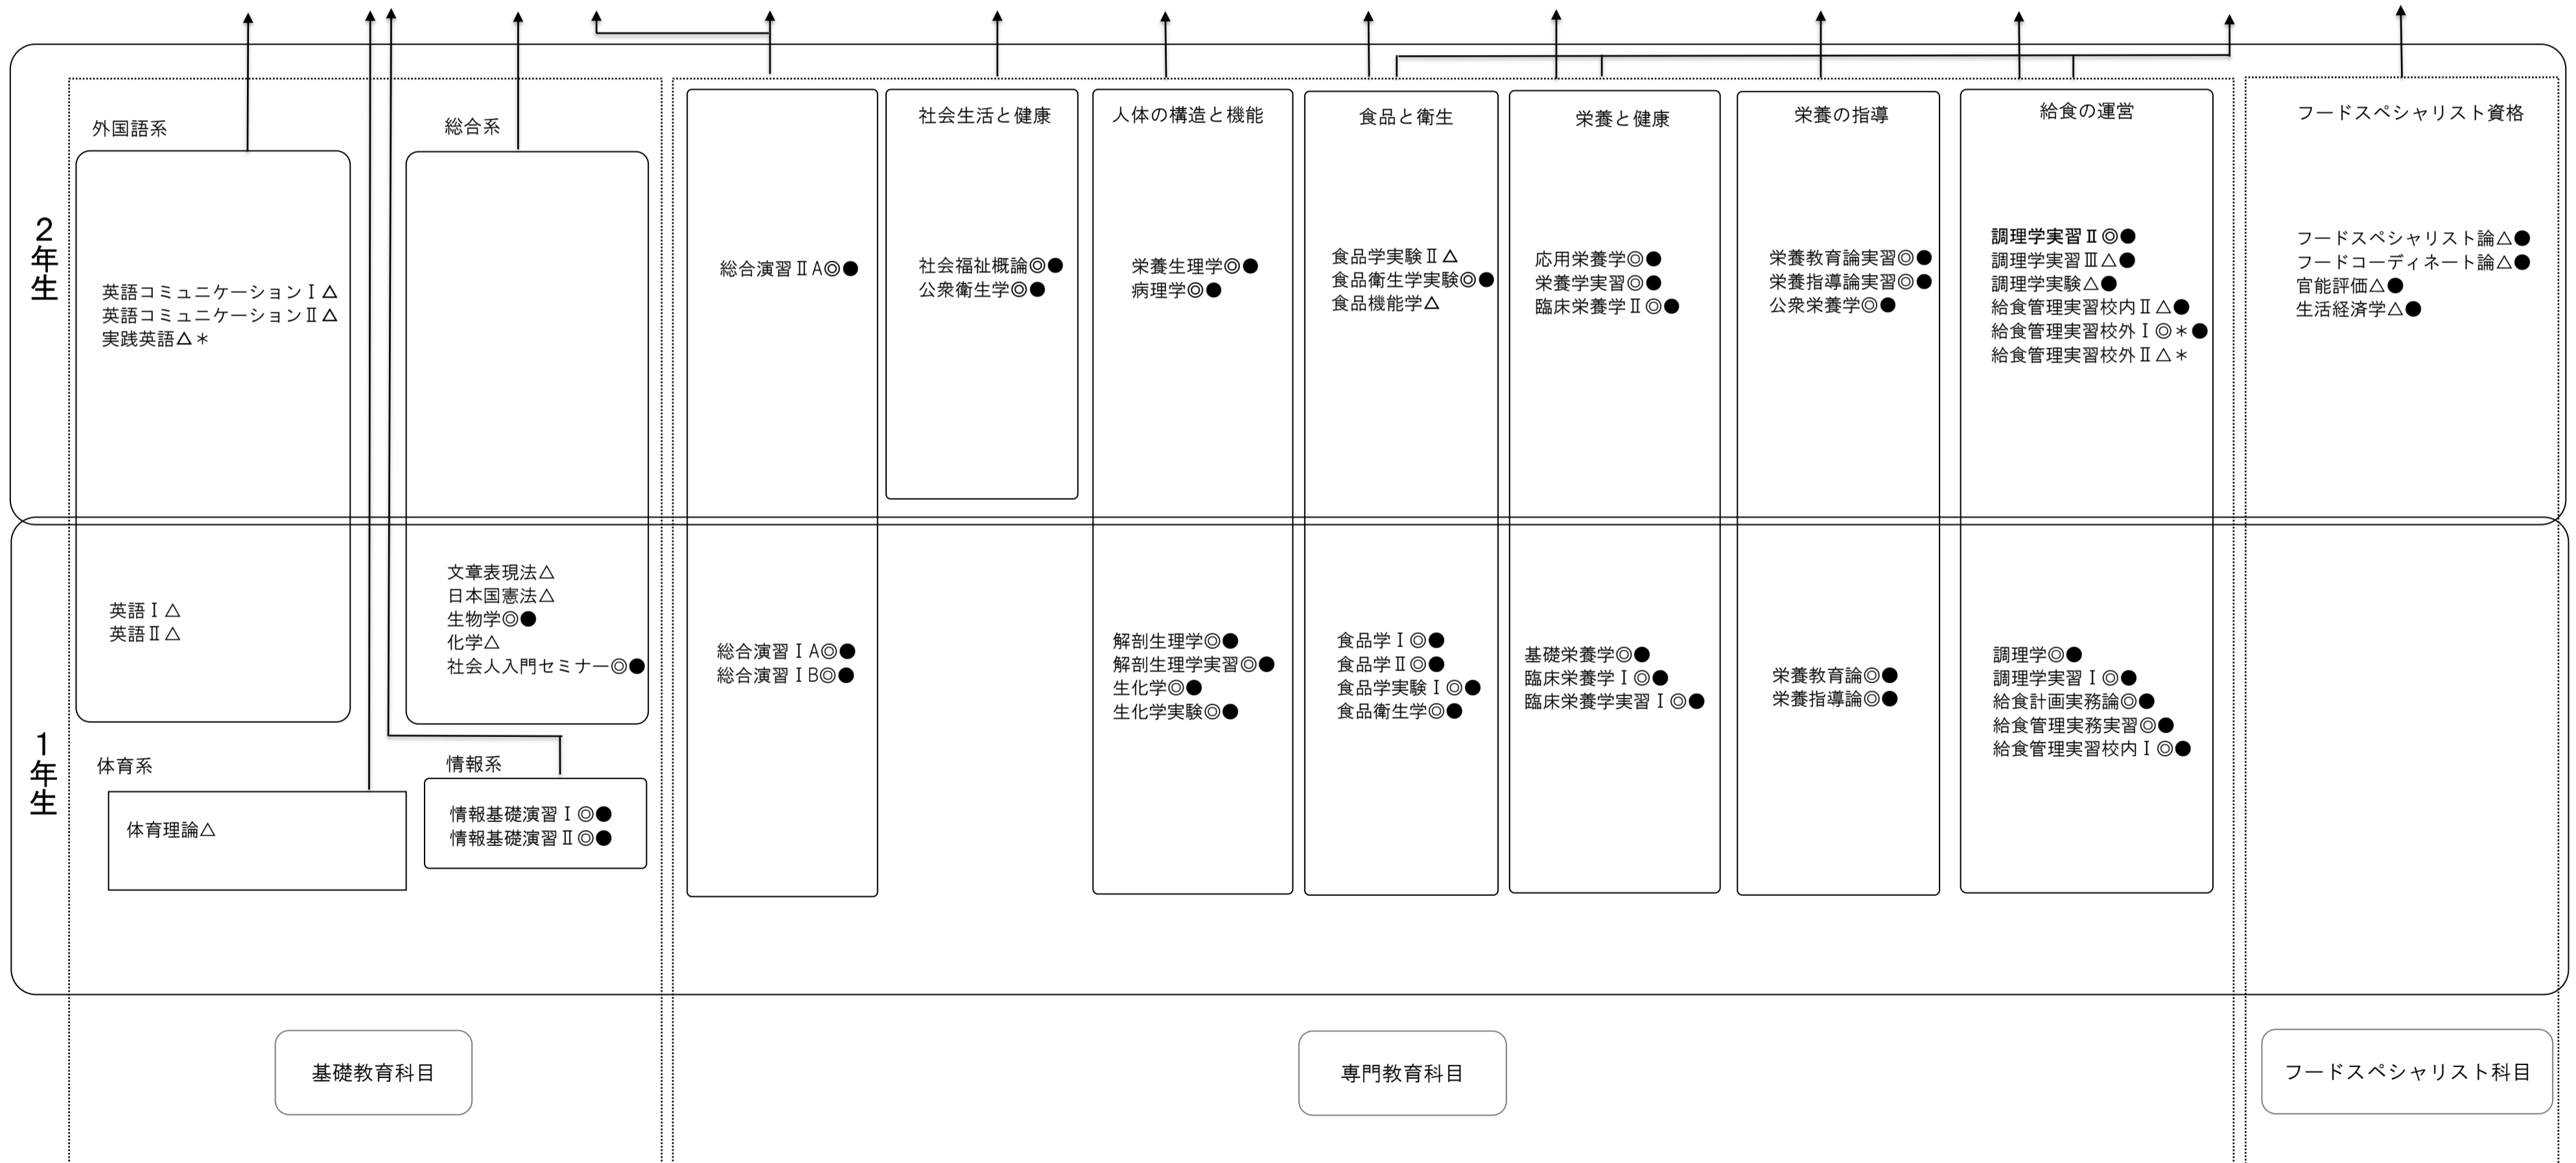 2年生
外国語系
英語コミュニケーションⅠ△
英語コミュニケーションⅡ△
実践英語△＊
総合系
総合演習ⅡA◎●
社会生活と健康
社会福祉概論◎●
公衆衛生学◎●
人体の構造と機能
栄養生理学◎●
病理学◎●
食品と衛生
食品学実験Ⅱ△
食品衛生学実験◎●
食品機能学△
栄養と健康
応用栄養学◎●
栄養学実習◎●
臨床栄養学Ⅱ◎●
栄養の指導
栄養教育論実習◎●
栄養指導論実習◎●
公衆栄養学◎●
給食の運営
調理学実習Ⅱ◎●
調理学実習Ⅲ△●
調理学実験△●
給食管理実習校内Ⅱ△●
給食管理実習校外Ⅰ◎＊●
給食管理実習校外Ⅱ△＊
フードスペシャリスト資格
フードスペシャリスト論△●
フードコーディネート論△●
官能評価△●
生活経済学△●
1年生
英語Ⅰ△
英語Ⅱ△
文章表現法△
日本国憲法△
生物学◎●
化学△
社会人入門セミナー◎●
体育系
体育理論△
情報系
情報基礎演習Ⅰ◎●
情報基礎演習Ⅱ◎●
総合演習ⅠA◎●
総合演習ⅠB◎●
解剖生理学◎●
解剖生理学実習◎●
生化学◎●
生化学実験◎●
食品学Ⅰ◎●
食品学Ⅱ◎●
食品学実験Ⅰ◎●
食品衛生学◎●
基礎栄養学◎●
臨床栄養学Ⅰ◎●
臨床栄養学実習Ⅰ◎●
栄養教育論◎●
栄養指導論◎●
調理学◎●
調理学実習Ⅰ◎●
給食計画実務論◎●
給食管理実務実習◎●
給食管理実習校内Ⅰ◎●
基礎教育科目
専門教育科目
フードスペシャリスト科目